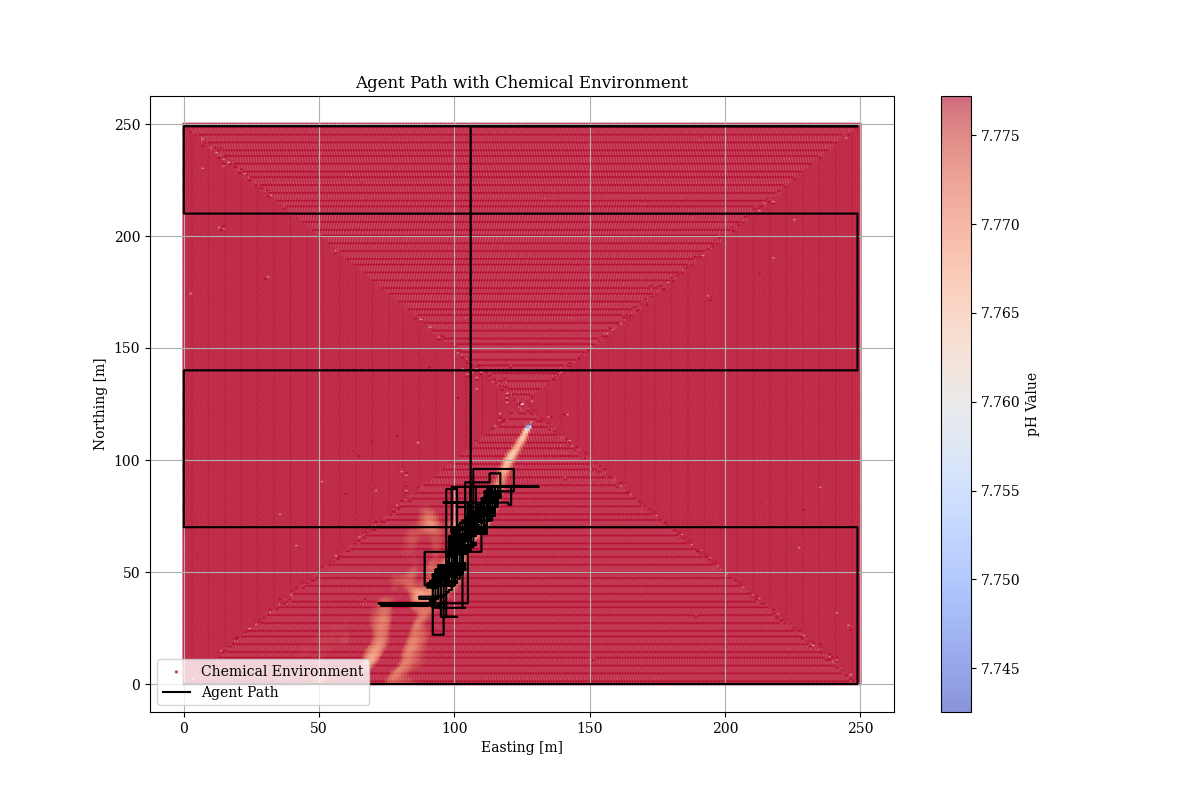 Agent Path with Chemical Environment
250
200
150
100
50
0
Northing [m]
0 50 100 150 200 250
Easting [m]
Chemical Environment
Agent Path
7.775
7.770
7.765
7.760
7.755
7.750
7.745
pH Value